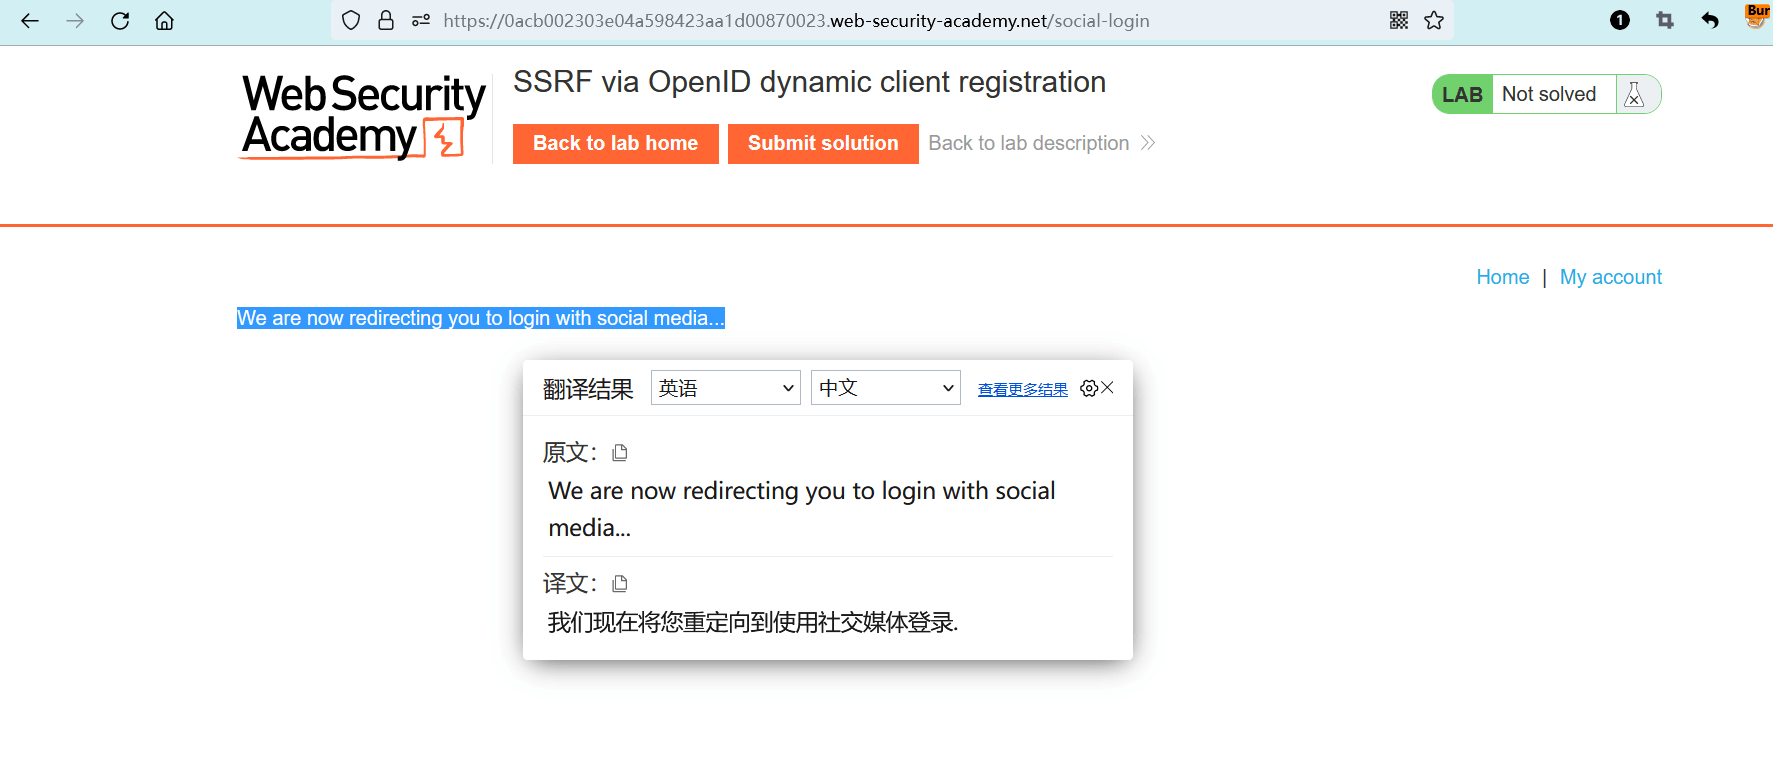 https://0acb002303e04a598423aa1d00870023.web-security-academy.net/social-login
1
Bur
Web Security
Academy
SSRF via OpenID dynamic client registration
LAB Not solved
Back to lab home Submit solution Back to lab description
Home | My account
We are now redirecting you to login with social media...
翻译结果 英语 中文 查看更多结果
原文：
We are now redirecting you to login with social
media...
译文：
我们现在将您重定向到使用社交媒体登录.